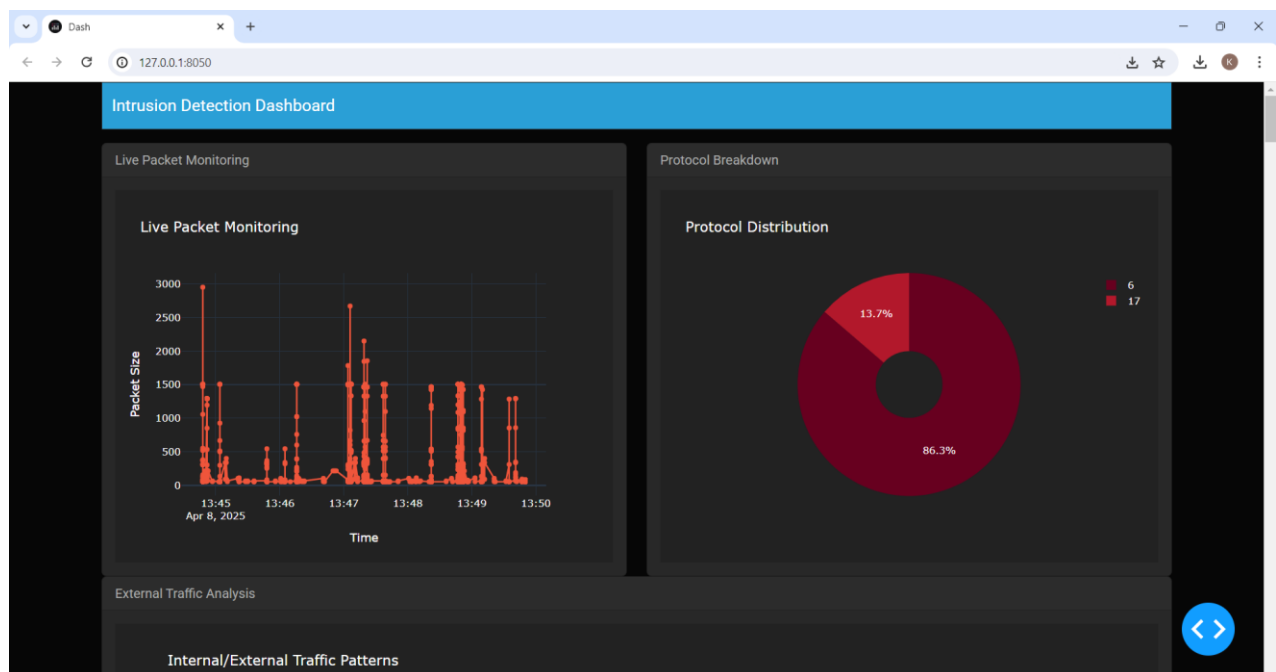 Dash
127.0.0.1:8050
K
Intrusion Detection Dashboard
Live Packet Monitoring
Live Packet Monitoring
3000
2500
2000
1500
1000
500
0
Packet Size
13:45 13:46 13:47 13:48 13:49 13:50
Apr 8, 2025
Time
Protocol Breakdown
Protocol Distribution
6
17
13.7%
86.3%
External Traffic Analysis
Internal/External Traffic Patterns